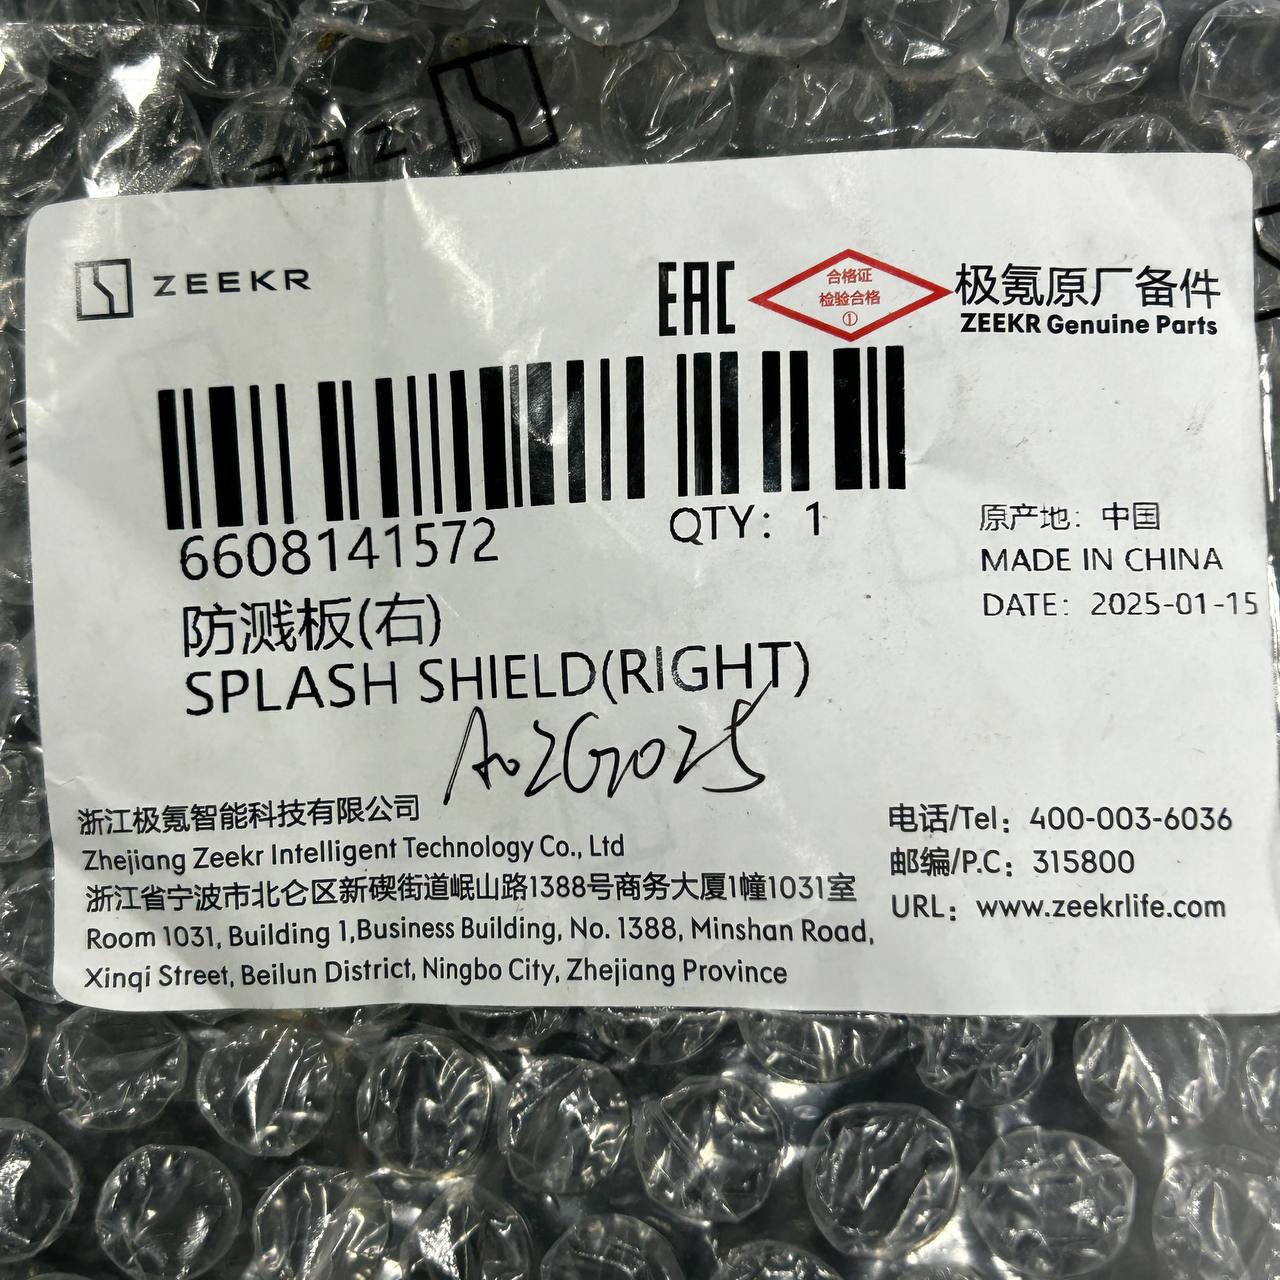 ZEEKR
ZEEKR
EAC
合格证
检验合格
①
极氪原厂备件
ZEEKR Genuine Parts
6608141572
QTY：1
防溅板(右)
SPLASH SHIELD(RIGHT)
A02G1025
原产地：中国
MADE IN CHINA
DATE：2025-01-15
浙江极氪智能科技有限公司
Zhejiang Zeekr Intelligent Technology Co., Ltd
浙江省宁波市北仑区新碶街道岷山路1388号商务大厦1幢1031室
Room 1031, Building 1,Business Building, No. 1388, Minshan Road,
Xinqi Street, Beilun District, Ningbo City, Zhejiang Province
电话/Tel：400-003-6036
邮编/P.C：315800
URL：www.zeekrlife.com